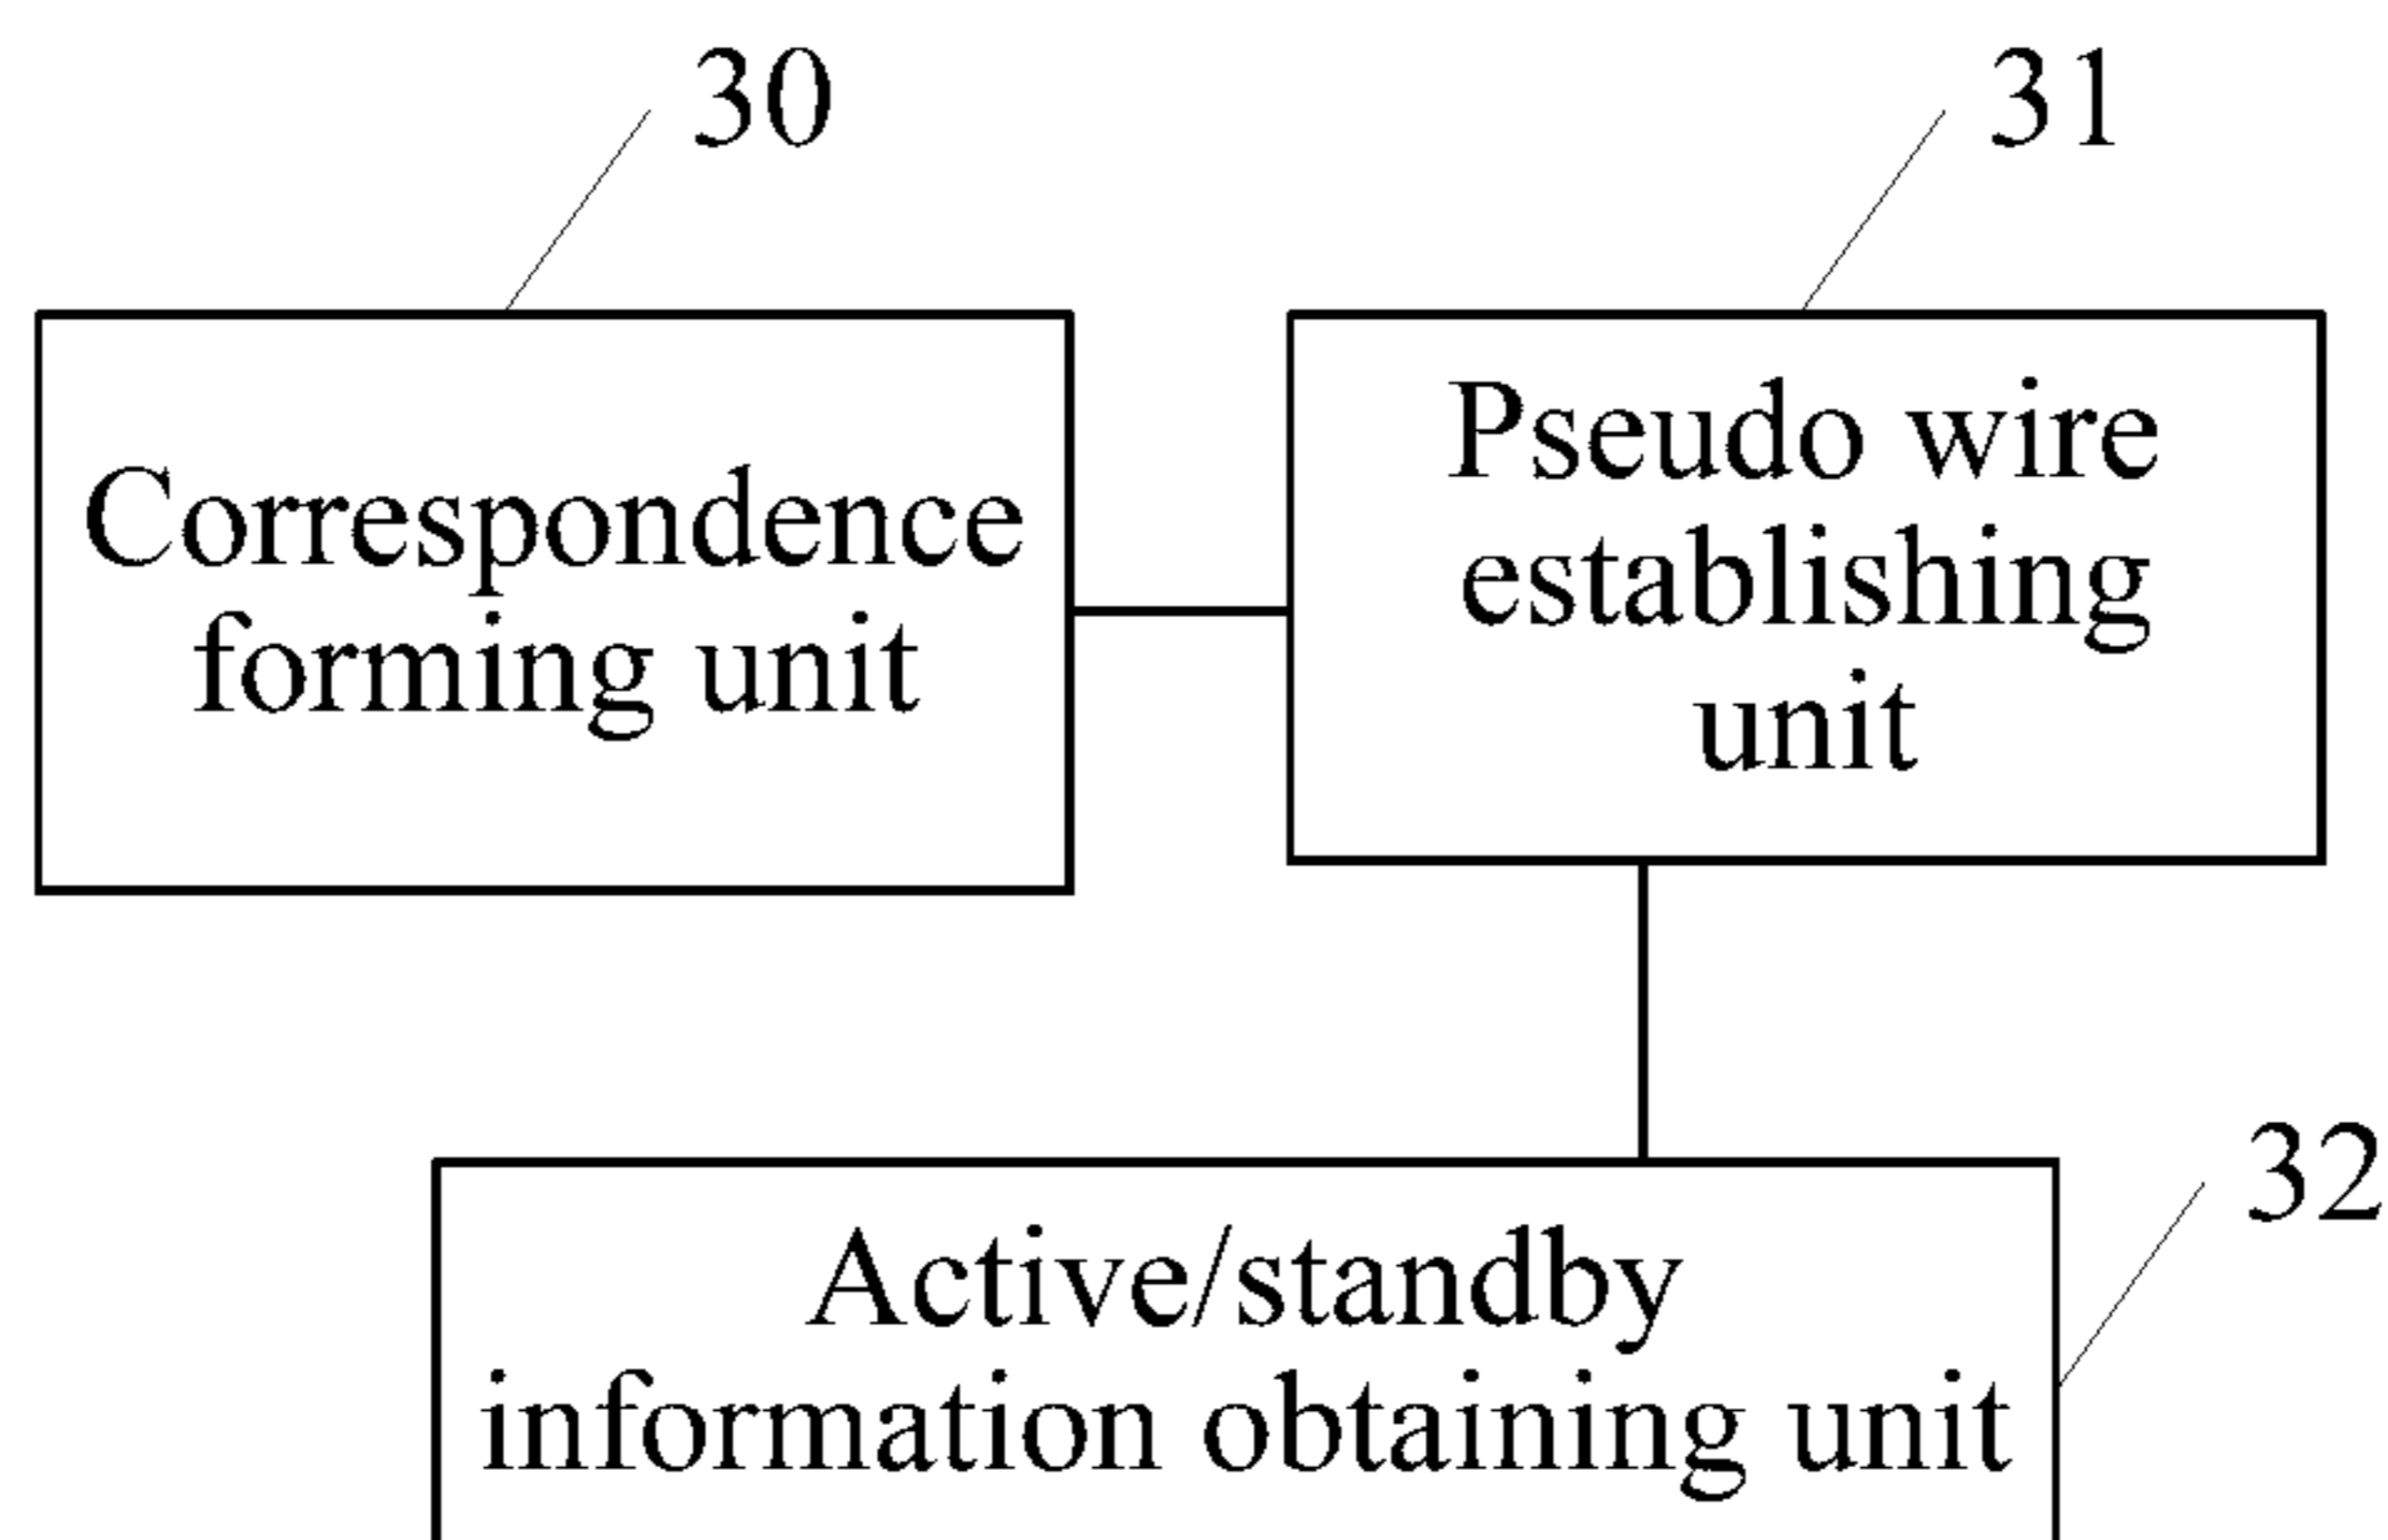 30
31
Correspondence
forming unit
Pseudo wire
establishing
unit
32
Active/standby
information obtaining unit